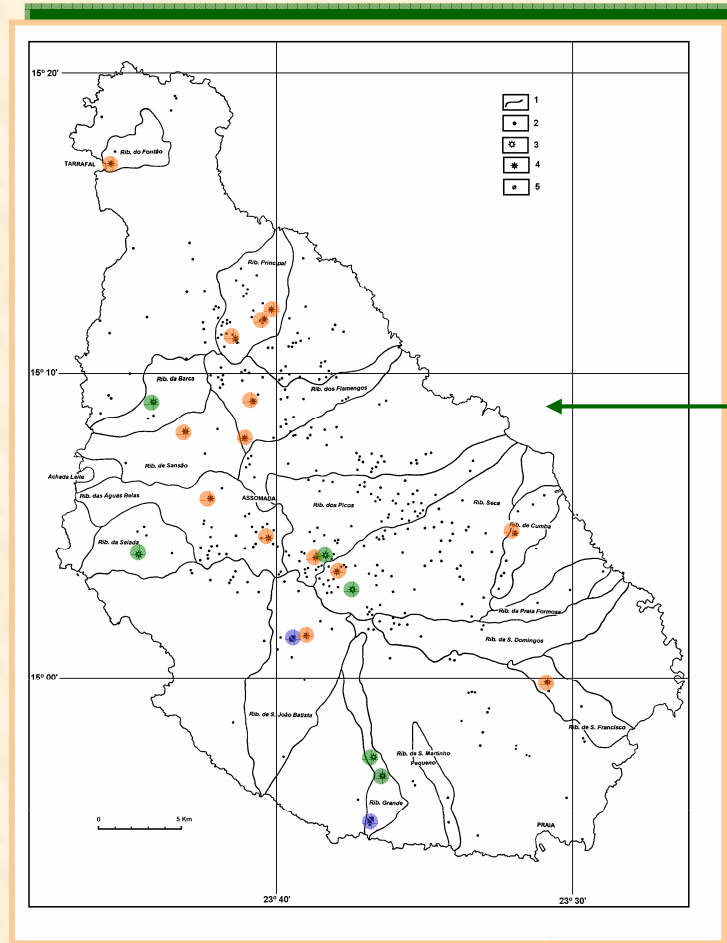 15° 20'
1
2
3
4
5
TARRAFAL
Rib. do Fontão
Rib. Principal
15° 10'
Rib. da Barca
Rib. dos Flamengos
Rib. de Sansão
Achada Leite
Rib. das Águas Belas
ASSOMADA
Rib. dos Picos
Rib. Seca
Rib. de Cumba
Rib. da Selada
Rib. da Praia Formosa
Rib. de S. Domingos
15° 00'
Rib. de S. João Batista
Rib. de S. Francisco
Rib. de S. Martinho
Pequeno
Rib. Grande
0 5 Km
PRAIA
23° 40'
23° 30'